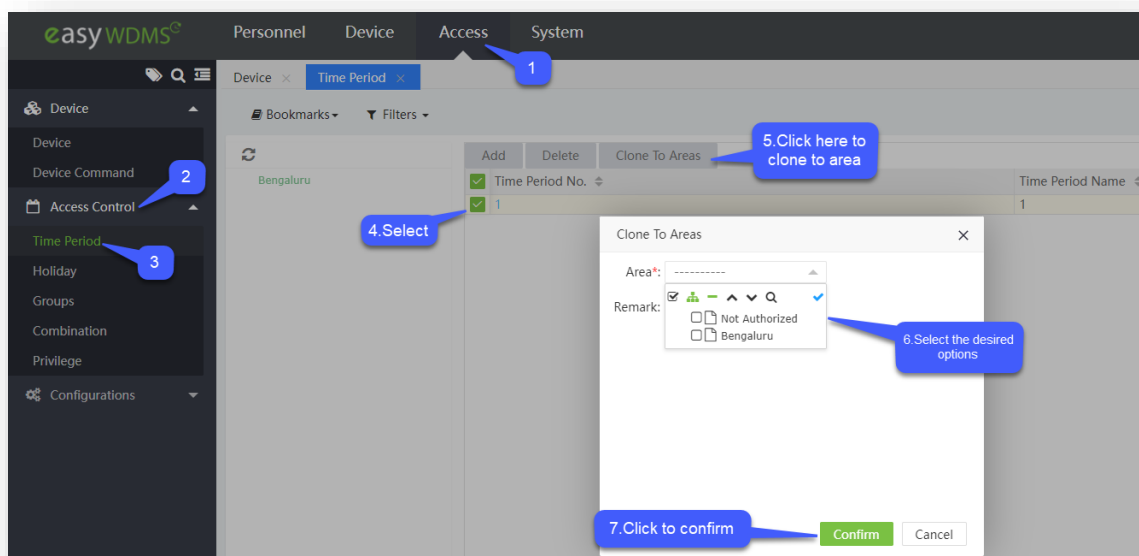 easy WDMS
Personnel
Device
Access
System
1
Device
Time Period
Device
Bookmarks
Filters
Device
Device Command
2
Access Control
Time Period
3
Holiday
Groups
Combination
Privilege
Configurations
Bengaluru
Add
Delete
Clone To Areas
5.Click here to
clone to area
Time Period No.
Time Period Name
1
1
4.Select
Clone To Areas
Area*:
----------
Remark:
Not Authorized
Bengaluru
6.Select the desired
options
7.Click to confirm
Confirm
Cancel